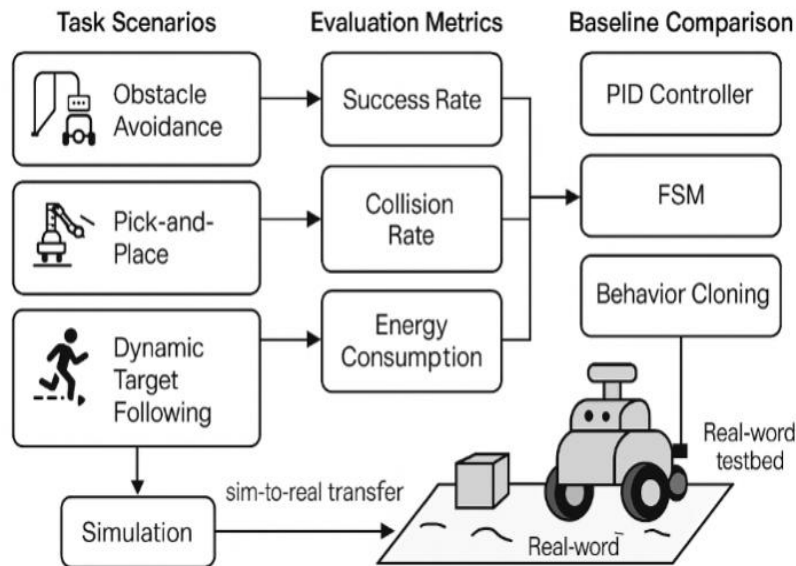 Task Scenarios
Evaluation Metrics
Baseline Comparison
Obstacle
Avoidance
Success Rate
PID Controller
Pick-and-
Place
Collision
Rate
FSM
Dynamic
Target
Following
Energy
Consumption
Behavior Cloning
Real-word
testbed
Simulation
sim-to-real transfer
Real-word